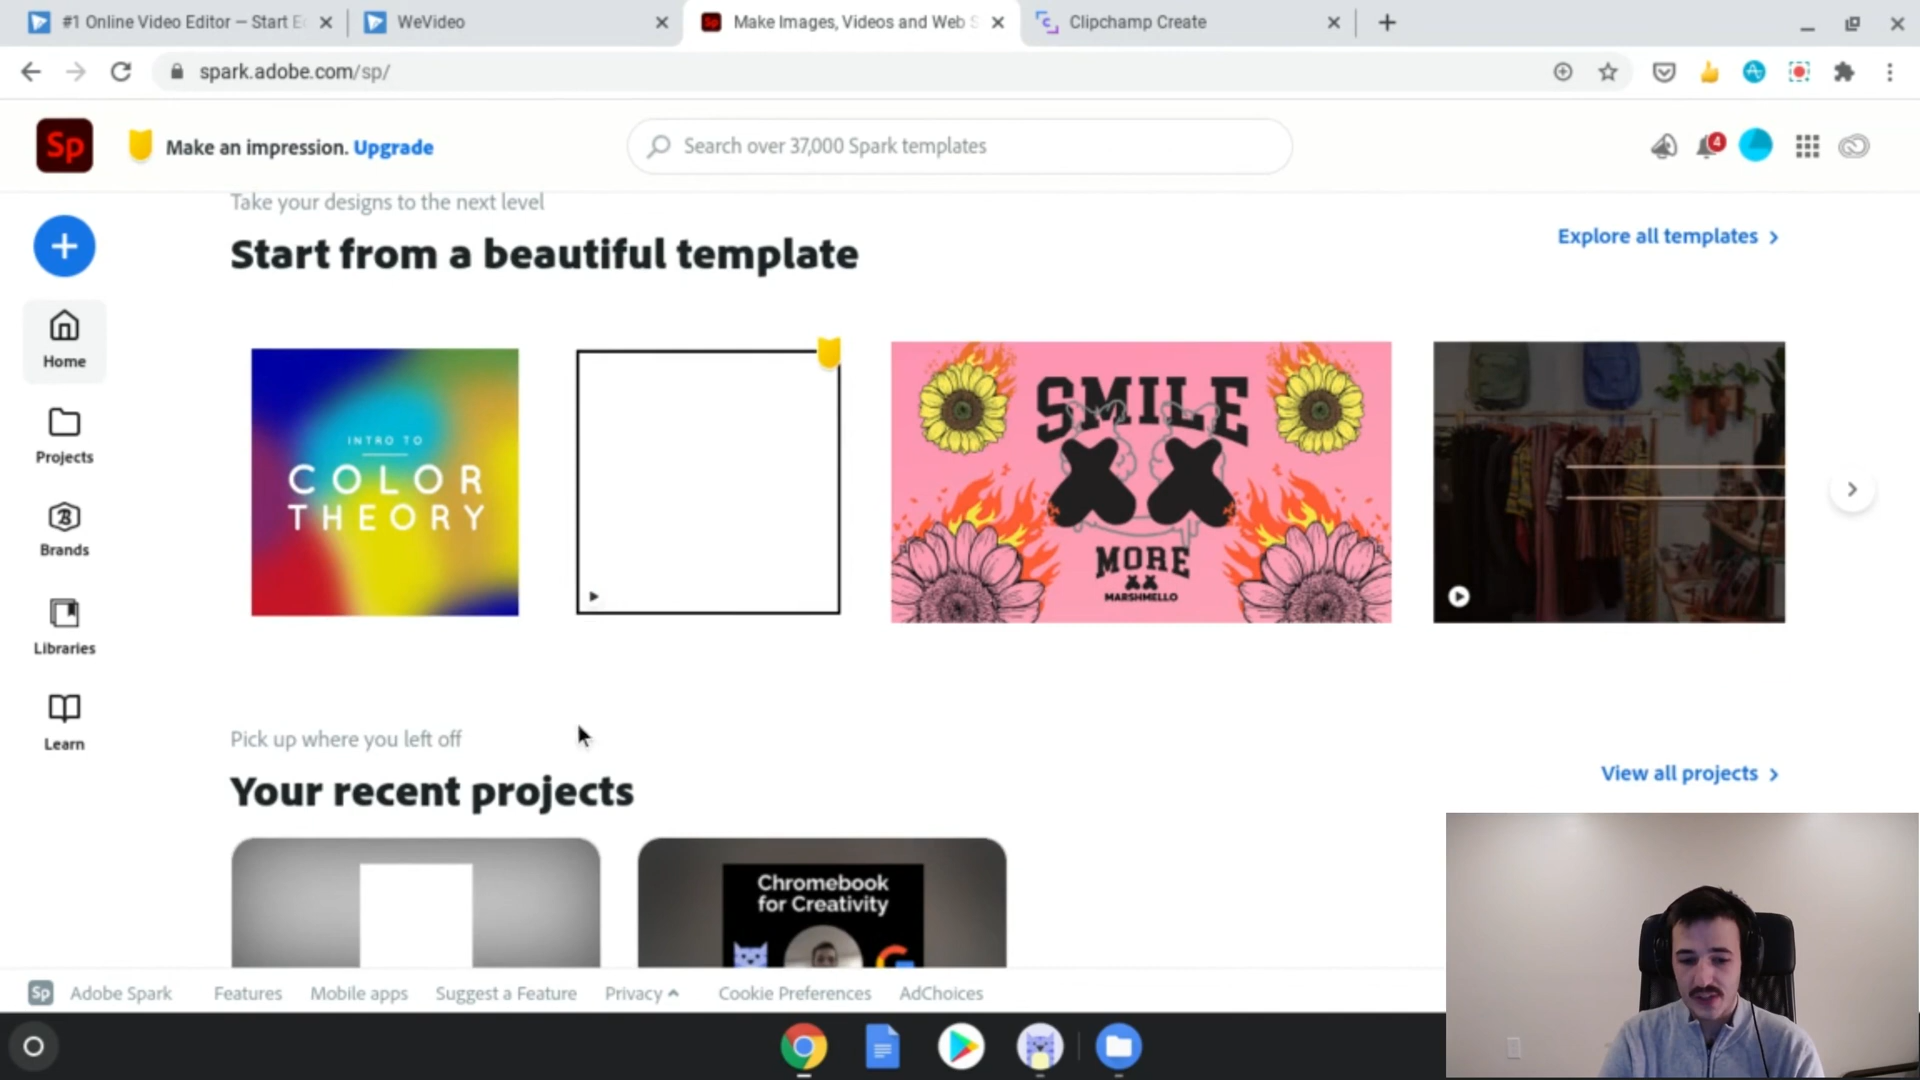 #1 Online Video Editor – Start E
WeVideo
Make Images, Videos and Web S
Clipchamp Create
spark.adobe.com/sp/
Sp
Make an impression. Upgrade
Search over 37,000 Spark templates
4
Take your designs to the next level
Start from a beautiful template
Explore all templates
Home
Projects
Brands
Libraries
Learn
INTRO TO
COLOR
THEORY
SMILE
MORE
MARSHMELLO
Pick up where you left off
Your recent projects
View all projects
Chromebook
for Creativity
Sp Adobe Spark
Features
Mobile apps
Suggest a Feature
Privacy
Cookie Preferences
AdChoices